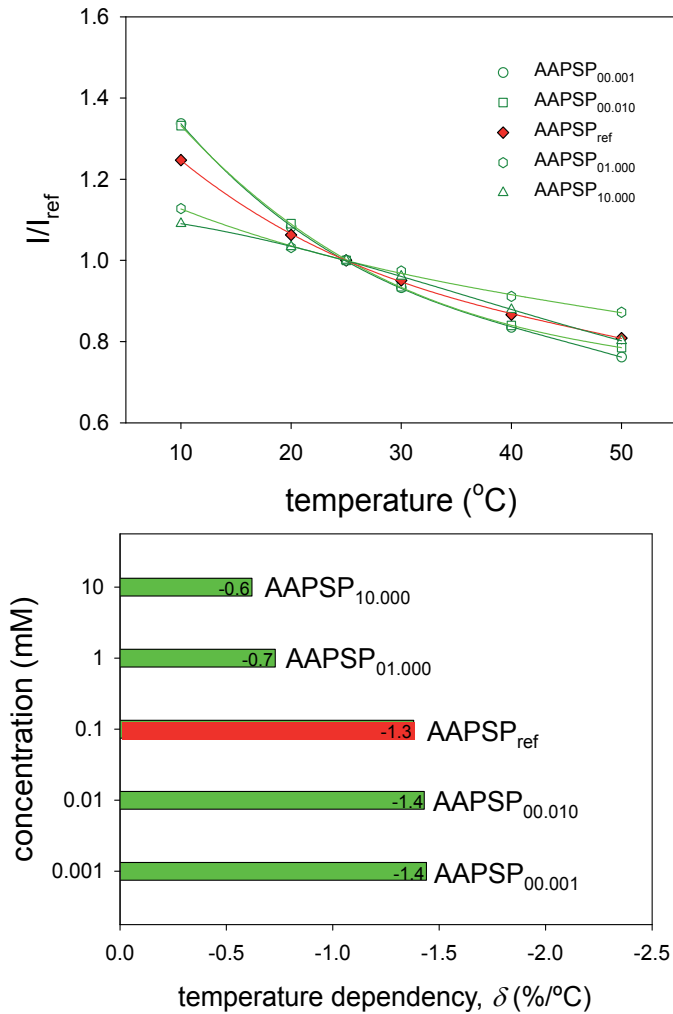 1.6
1.4
1.2
1.0
0.8
0.6
I/I_ref
AAPSP_00.001
AAPSP_00.010
AAPSP_ref
AAPSP_01.000
AAPSP_10.000
10 20 30 40 50
temperature (°C)
concentration (mM)
10 -0.6 AAPSP_10.000
1 -0.7 AAPSP_01.000
0.1 -1.3 AAPSP_ref
0.01 -1.4 AAPSP_00.010
0.001 -1.4 AAPSP_00.001
0.0 -0.5 -1.0 -1.5 -2.0 -2.5
temperature dependency, δ (%/ºC)